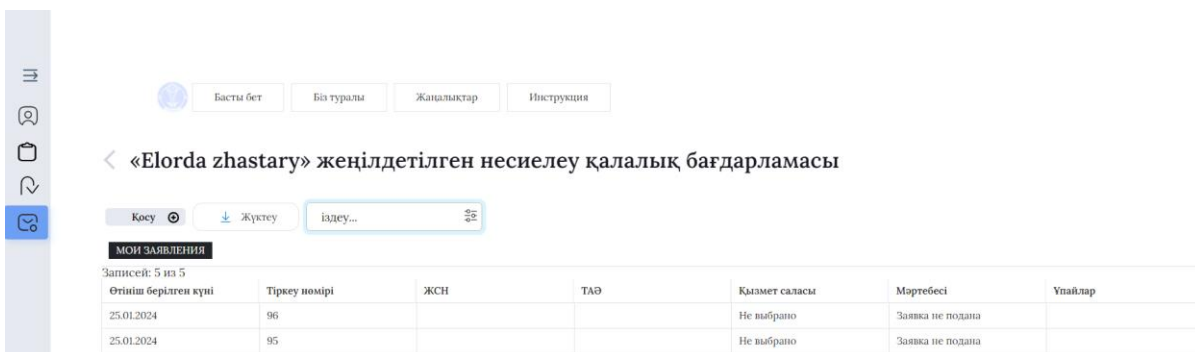 Басты бет Біз туралы Жаңалықтар Инструкция
«Elorda zhastary» жеңілдетілген несиелеу қалалық бағдарламасы
Қосу Жүктеу іздеу...
МОИ ЗАЯВЛЕНИЯ
Записей: 5 из 5
Өтініш берілген күні Тіркеу нөмірі ЖСН ТАӘ Қызмет саласы Мәртебесі Ұпайлар
25.01.2024 96 Не выбрано Заявка не подана
25.01.2024 95 Не выбрано Заявка не подана